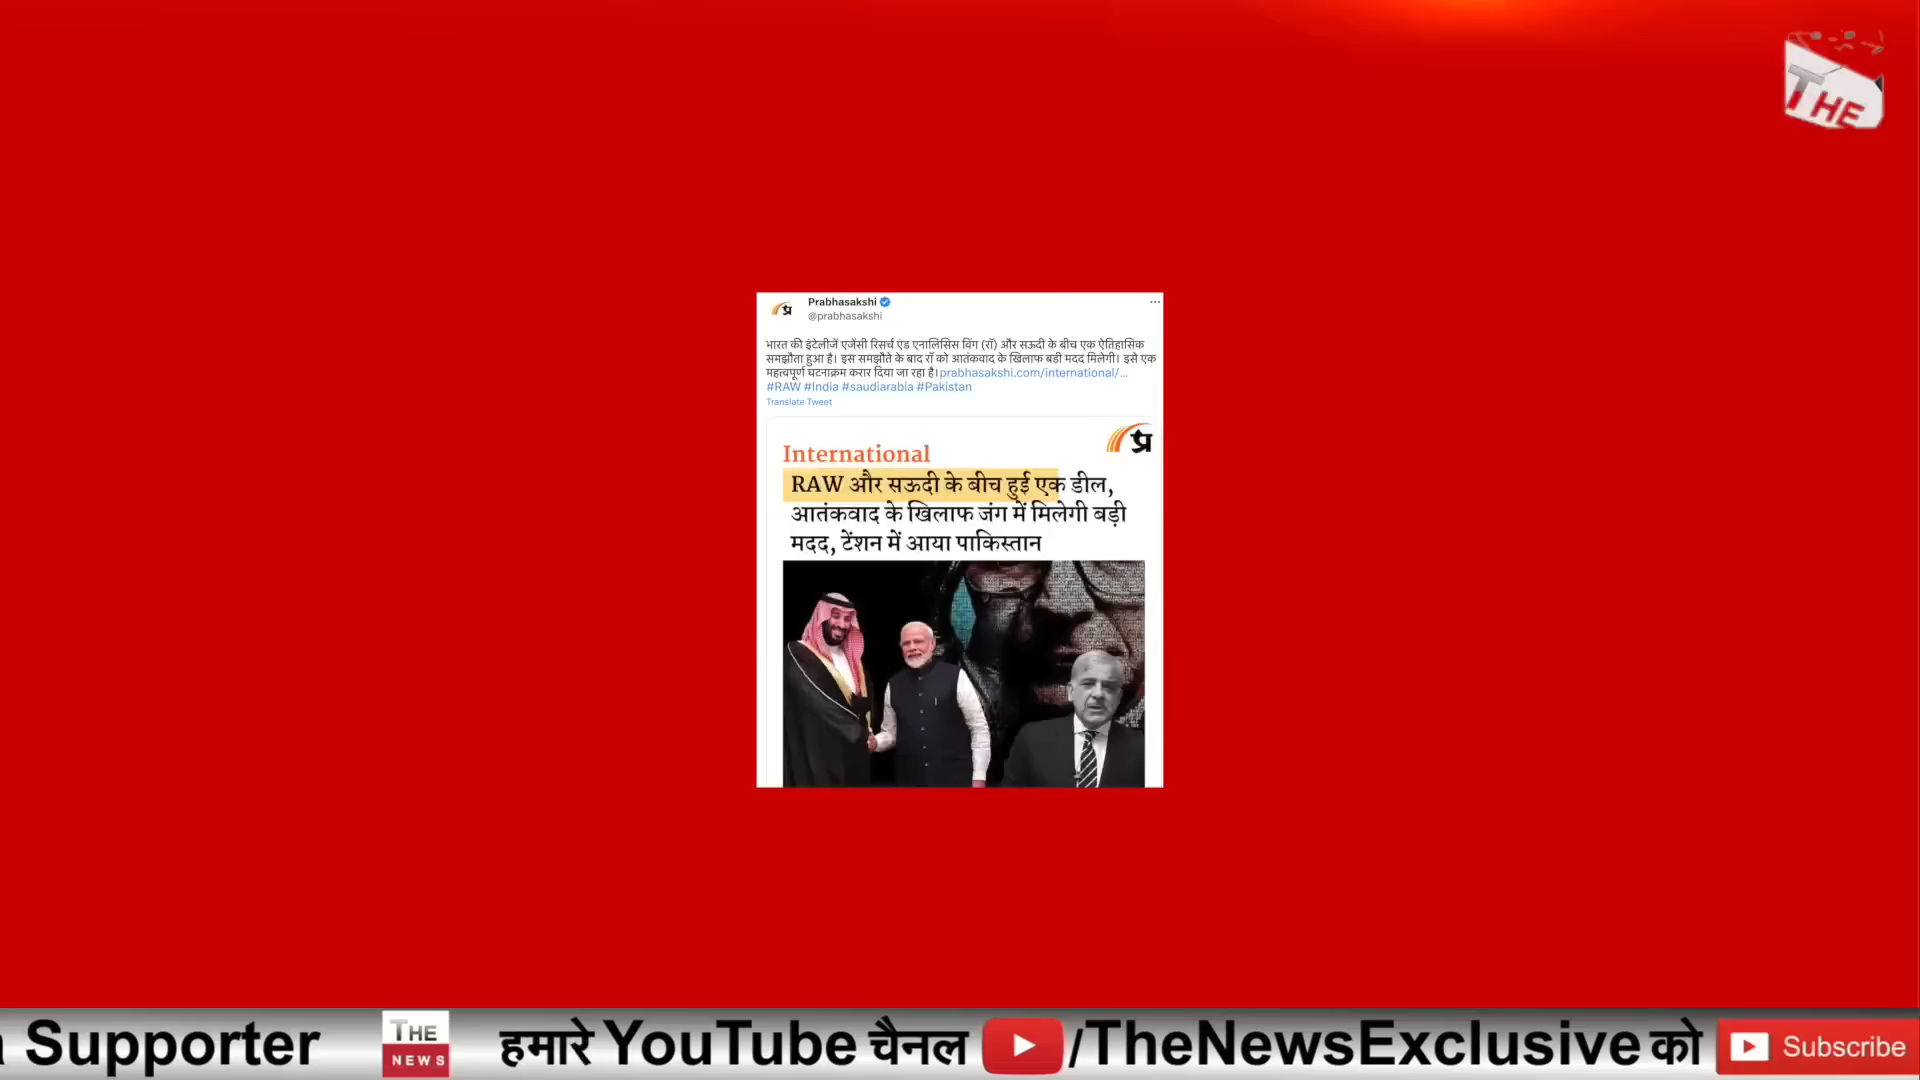 THE
Prabhasakshi
@prabhasakshi
भारत की इंटेलीजें एजेंसी रिसर्च एंड एनालिसिस विंग (रॉ) और सऊदी के बीच एक ऐतिहासिक
समझौता हुआ है। इस समझौते के बाद रॉ को आतंकवाद के खिलाफ बड़ी मदद मिलेगी। इसे एक
महत्वपूर्ण घटनाक्रम करार दिया जा रहा है।prabhasakshi.com/international/...
#RAW #India #saudiarabia #Pakistan
Translate Tweet
प्र
International
RAW और सऊदी के बीच हुई एक डील,
आतंकवाद के खिलाफ जंग में मिलेगी बड़ी
मदद, टेंशन में आया पाकिस्तान
Supporter THE NEWS हमारे YouTube चैनल /TheNewsExclusive को Subscribe